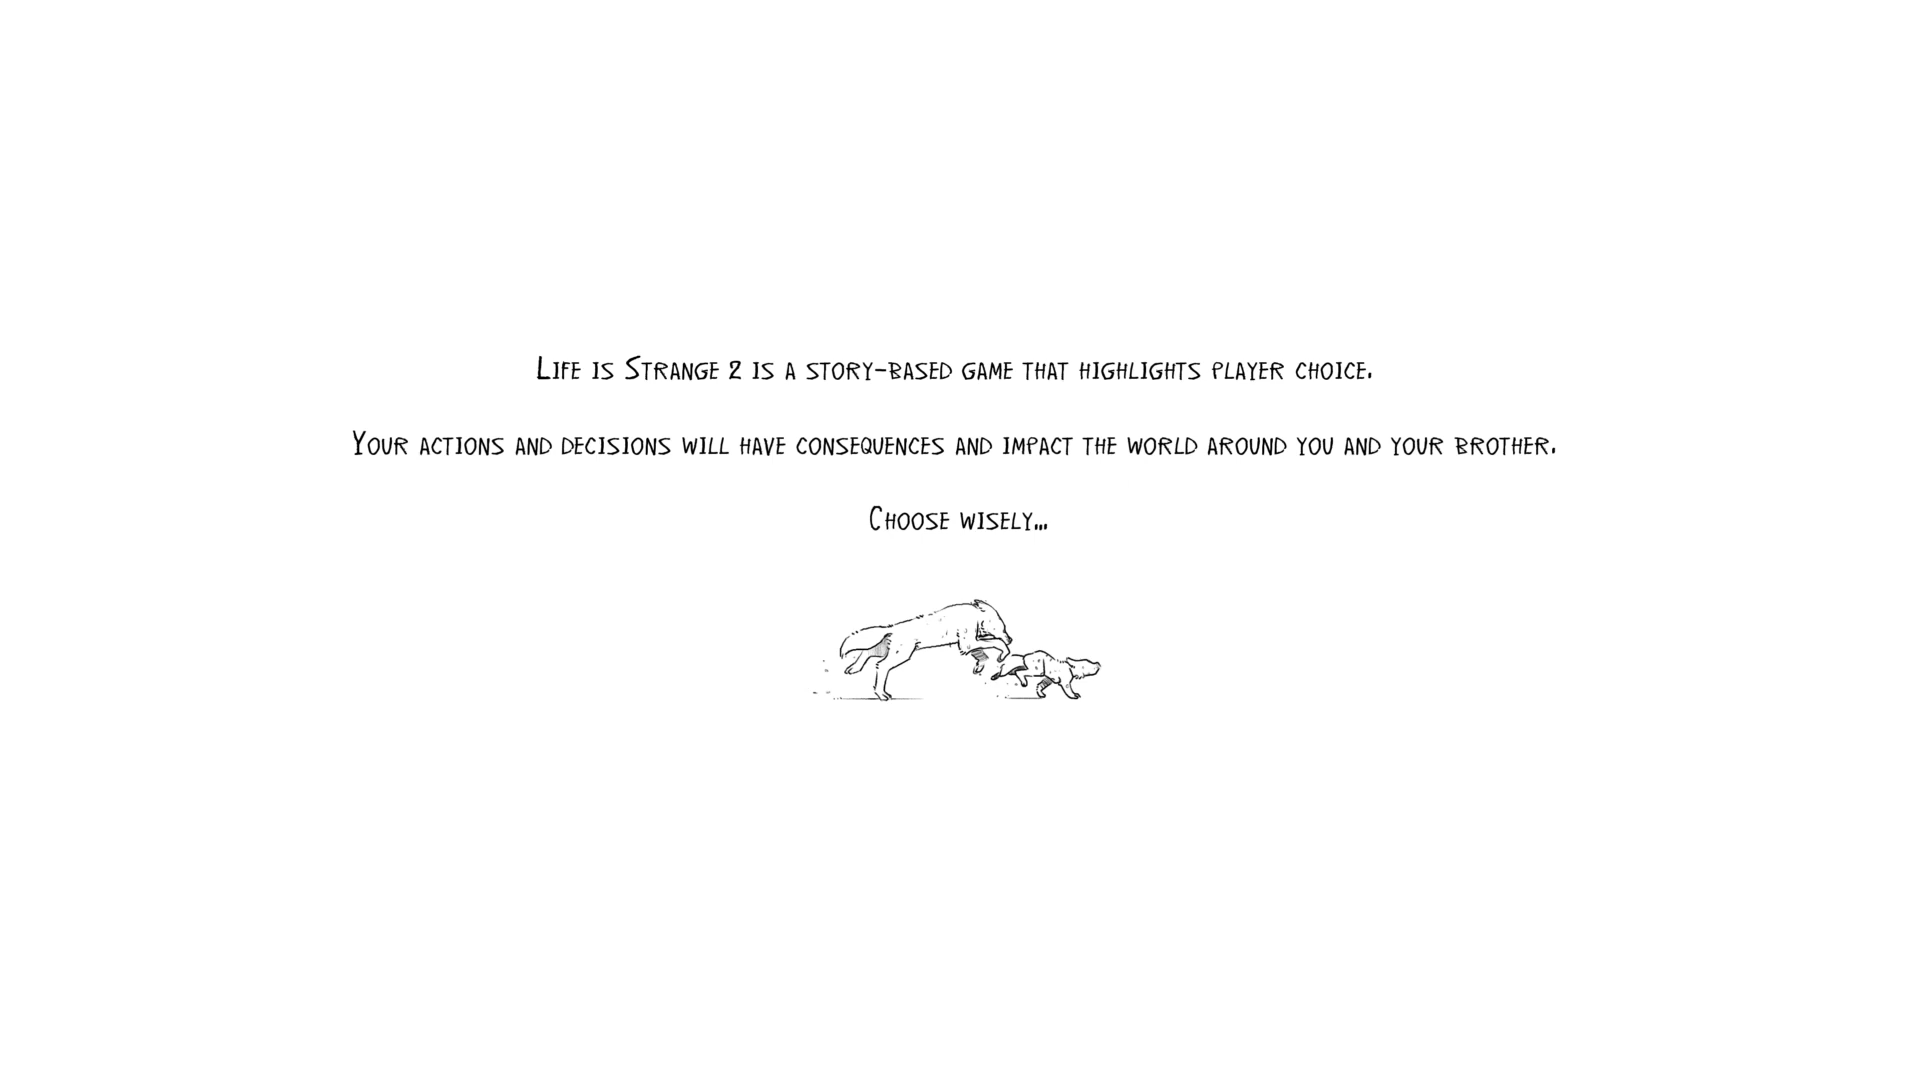 Life is Strange 2 is a story-based game that highlights player choice.
Your actions and decisions will have consequences and impact the world around you and your brother.
Choose wisely...